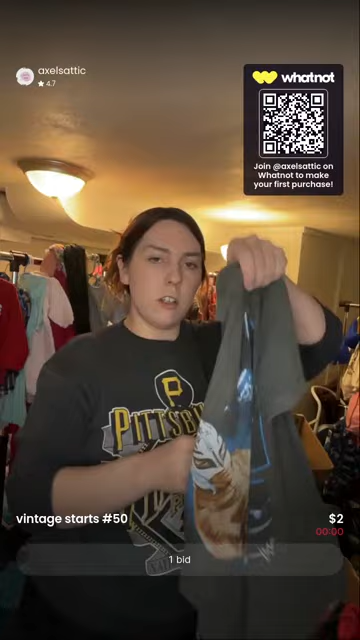 axelsattic
★ 4.7
whatnot
Join @axelsattic on
Whatnot to make
your first purchase!
P
PITTSBU
vintage starts #50
$2
00:00
1 bid